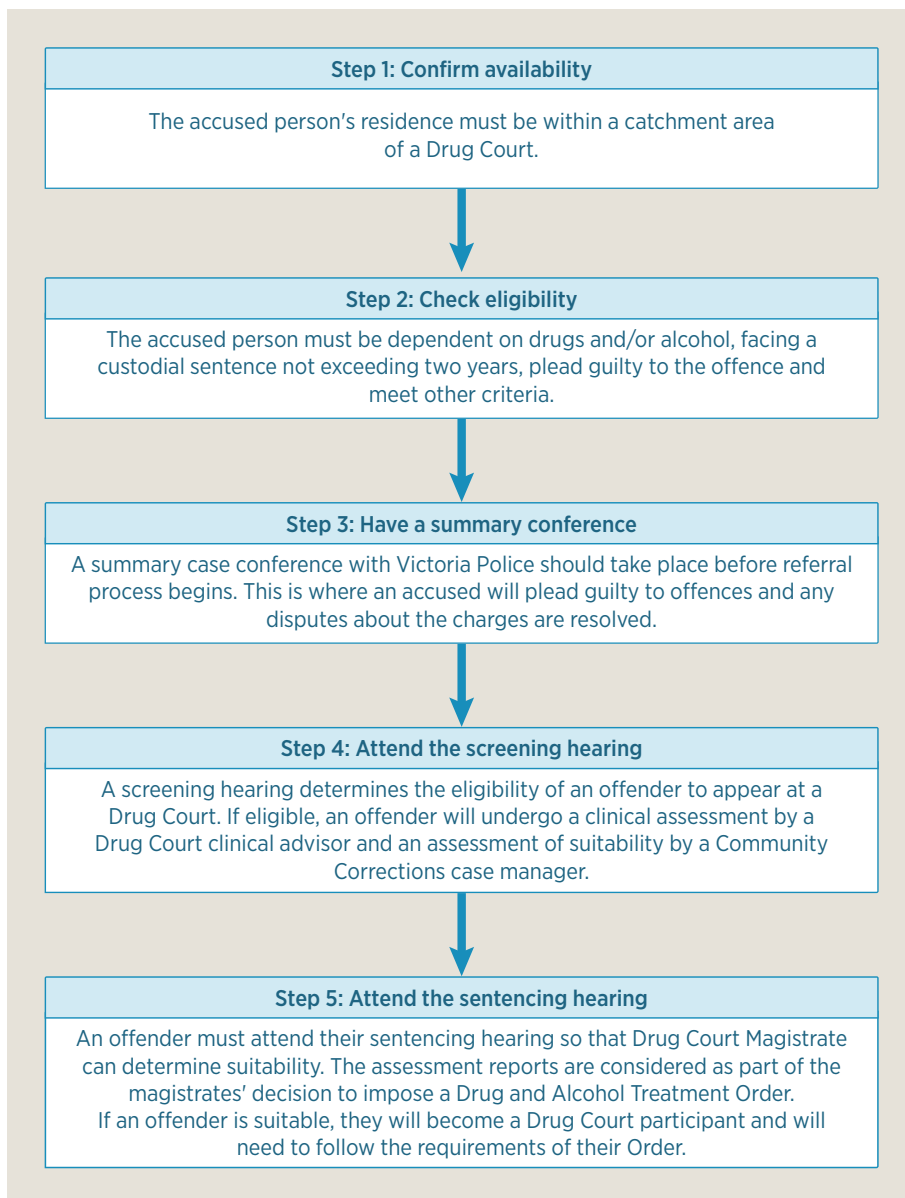 Step 1: Confirm availability
The accused person's residence must be within a catchment area
of a Drug Court.
Step 2: Check eligibility
The accused person must be dependent on drugs and/or alcohol, facing a
custodial sentence not exceeding two years, plead guilty to the offence and
meet other criteria.
Step 3: Have a summary conference
A summary case conference with Victoria Police should take place before referral
process begins. This is where an accused will plead guilty to offences and any
disputes about the charges are resolved.
Step 4: Attend the screening hearing
A screening hearing determines the eligibility of an offender to appear at a
Drug Court. If eligible, an offender will undergo a clinical assessment by a
Drug Court clinical advisor and an assessment of suitability by a Community
Corrections case manager.
Step 5: Attend the sentencing hearing
An offender must attend their sentencing hearing so that Drug Court Magistrate
can determine suitability. The assessment reports are considered as part of the
magistrates' decision to impose a Drug and Alcohol Treatment Order.
If an offender is suitable, they will become a Drug Court participant and will
need to follow the requirements of their Order.